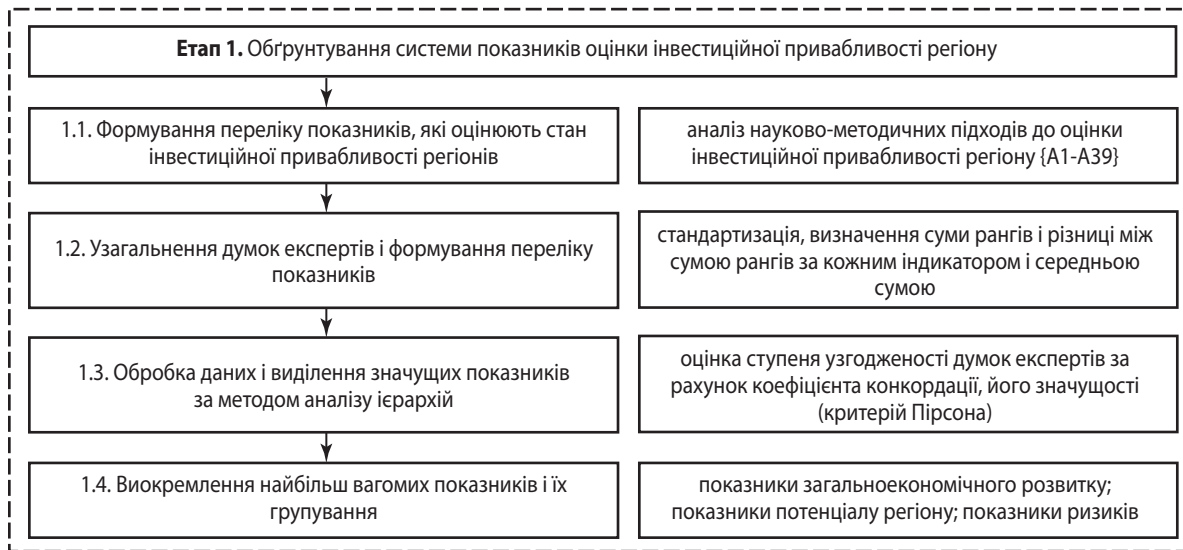 Етап 1. Обґрунтування системи показників оцінки інвестиційної привабливості регіону
1.1. Формування переліку показників, які оцінюють стан
інвестиційної привабливості регіонів
аналіз науково-методичних підходів до оцінки
інвестиційної привабливості регіону {А1-А39}
1.2. Узагальнення думок експертів і формування переліку
показників
стандартизація, визначення суми рангів і різниці між
сумою рангів за кожним індикатором і середньою
сумою
1.3. Обробка даних і виділення значущих показників
за методом аналізу ієрархій
оцінка ступеня узгодженості думок експертів за
рахунок коефіцієнта конкордації, його значущості
(критерій Пірсона)
1.4. Виокремлення найбільш вагомих показників і їх
групування
показники загальноекономічного розвитку;
показники потенціалу регіону; показники ризиків